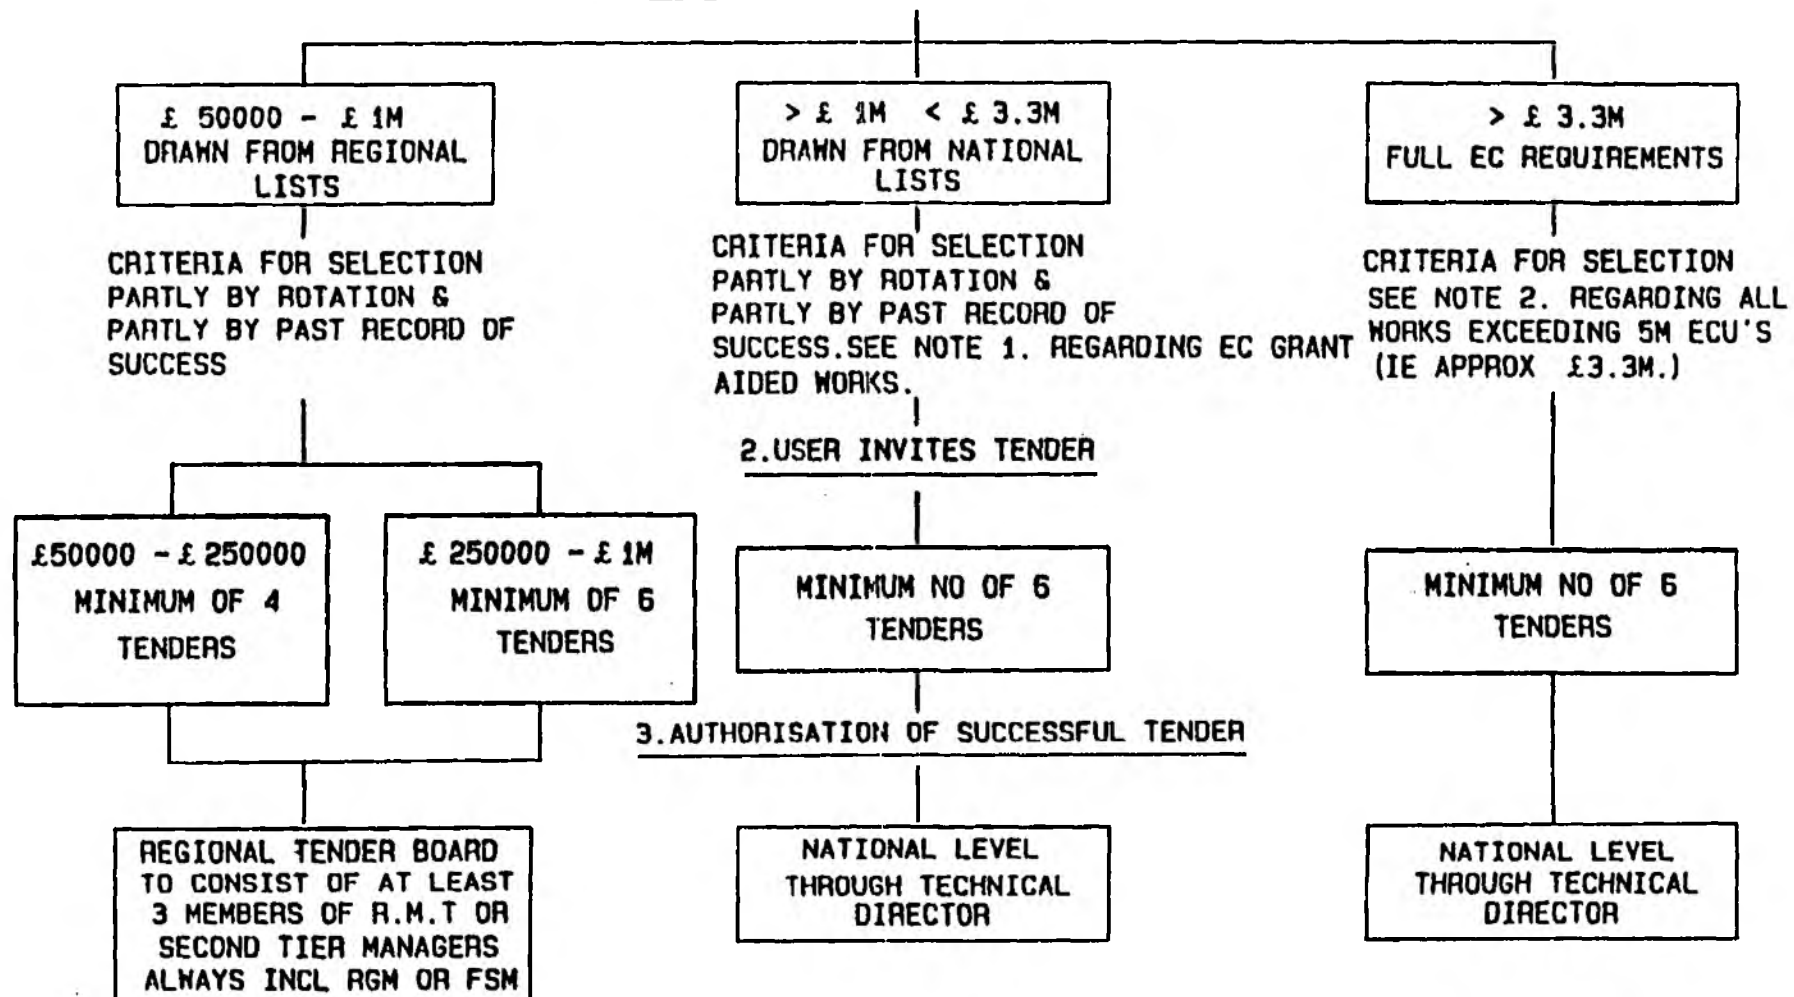 £ 50000 - £ 1M
DRAWN FROM REGIONAL
LISTS
> £ 1M < £ 3.3M
DRAWN FROM NATIONAL
LISTS
> £ 3.3M
FULL EC REQUIREMENTS
CRITERIA FOR SELECTION
PARTLY BY ROTATION &
PARTLY BY PAST RECORD OF
SUCCESS
CRITERIA FOR SELECTION
PARTLY BY ROTATION &
PARTLY BY PAST RECORD OF
SUCCESS.SEE NOTE 1. REGARDING EC GRANT
AIDED WORKS.
CRITERIA FOR SELECTION
SEE NOTE 2. REGARDING ALL
WORKS EXCEEDING 5M ECU'S
(IE APPROX £3.3M.)
2.USER INVITES TENDER
£50000 - £ 250000
MINIMUM OF 4
TENDERS
£ 250000 - £ 1M
MINIMUM OF 6
TENDERS
MINIMUM NO OF 6
TENDERS
MINIMUM NO OF 6
TENDERS
3.AUTHORISATION OF SUCCESSFUL TENDER
REGIONAL TENDER BOARD
TO CONSIST OF AT LEAST
3 MEMBERS OF R.M.T OR
SECOND TIER MANAGERS
ALWAYS INCL RGM OR FSM
NATIONAL LEVEL
THROUGH TECHNICAL
DIRECTOR
NATIONAL LEVEL
THROUGH TECHNICAL
DIRECTOR